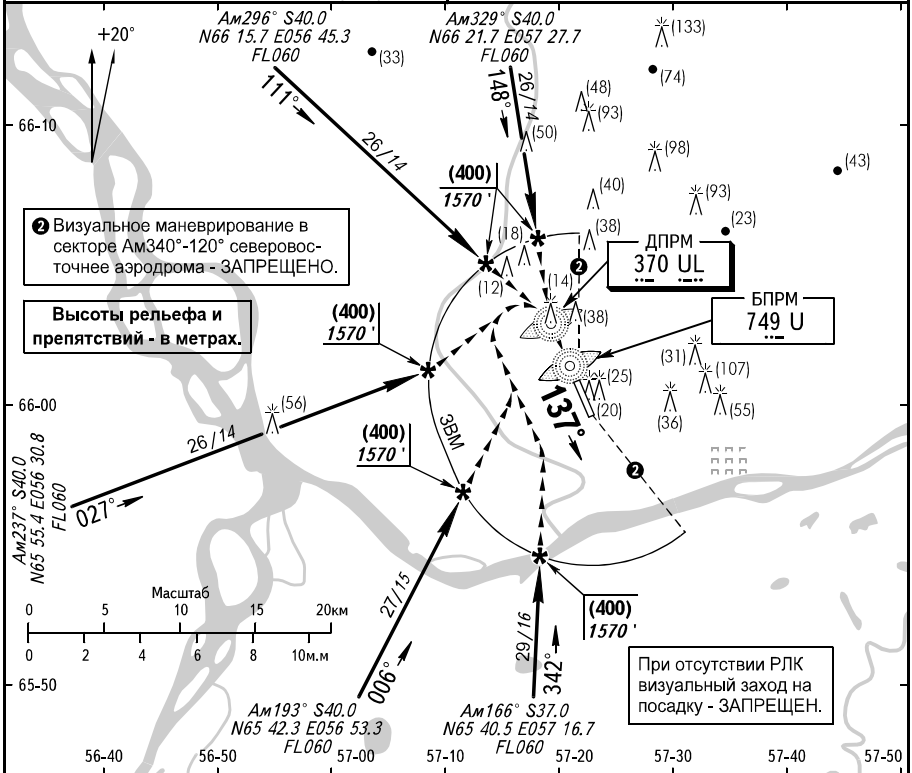 Ам296° S40.0
N66 15.7 E056 45.3
FL060
Ам329° S40.0
N66 21.7 E057 27.7
FL060
+20°
(33)
(133)
(74)
111°
148°
26/14
(48)
(93)
66-10
26/14
(50)
(98)
(43)
(400)
1570 '
(40)
(93)
(23)
❷ Визуальное маневрирование в
секторе Ам340°-120° северовос-
точнее аэродрома - ЗАПРЕЩЕНО.
(18)
(38)
ДПРМ
370 UL
(12)
❷
(14)
БПРМ
749 U
Высоты рельефа и
препятствий - в метрах.
(400)
1570 '
(38)
(31)
(107)
(25)
(20)
(36)
(55)
66-00
(56)
26/14
ЗВМ
137°
(400)
1570 '
❷
027°
Ам237° S40.0
N65 55.4 E056 30.8
FL060
Масштаб
0 5 10 15 20км
0 2 4 6 8 10м.м
27/15
006°
29/16
342°
(400)
1570 '
65-50
При отсутствии РЛК
визуальный заход на
посадку - ЗАПРЕЩЕН.
Ам193° S40.0
N65 42.3 E056 53.3
FL060
Ам166° S37.0
N65 40.5 E057 16.7
FL060
56-40 56-50 57-00 57-10 57-20 57-30 57-40 57-50